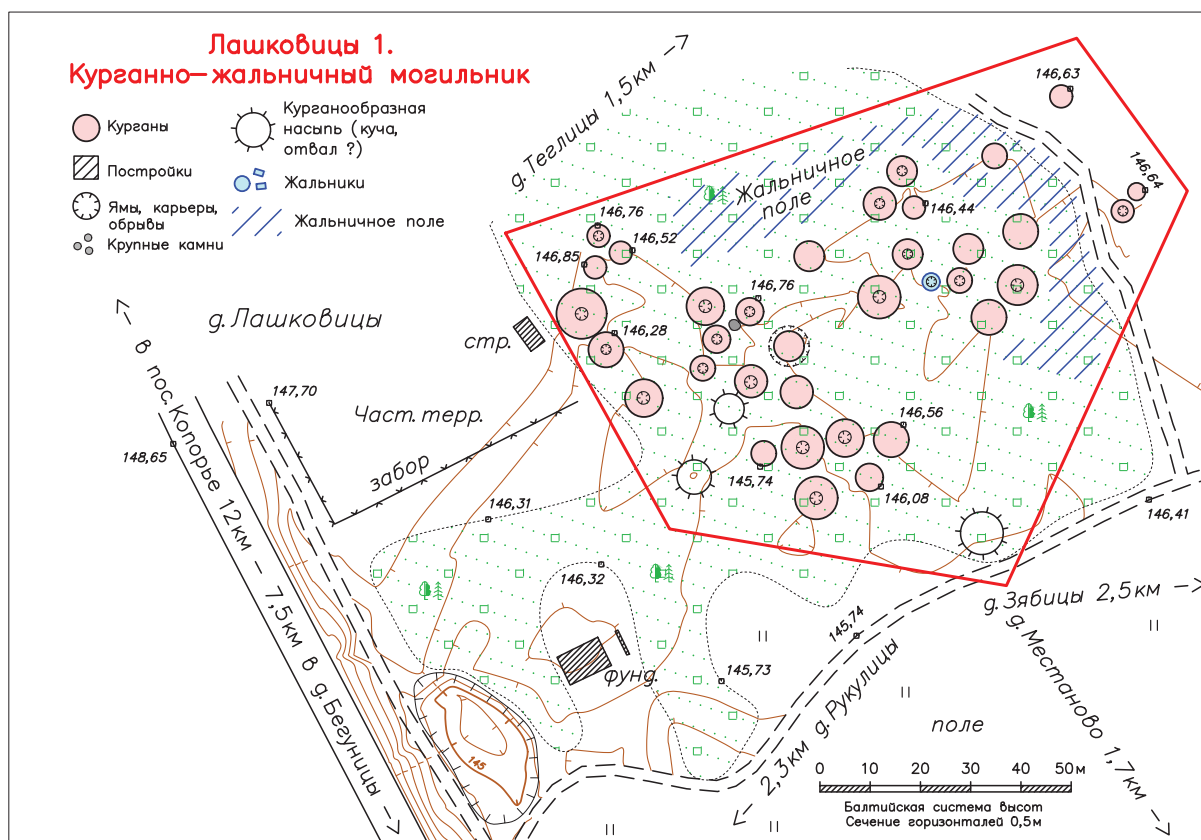 Лашковицы 1.
Курганно-жальничный могильник
Курганы
Постройки
Ямы, карьеры,
обрывы
Крупные камни
Курганообразная
насыпь (куча,
отвал ?)
Жальники
Жальничное поле
д. Теглицы 1,5км
146,63
146,64
Жальничное
поле
146,44
146,76
146,52
146,85
146,76
146,28
д. Лашковицы
стр.
147,70
148,65
Част. терр.
забор
в пос. Копорье 12км - 7,5км в д. Бегуницы
146,56
145,74
146,08
146,31
146,41
146,32
д. Зябицы 2,5км
д. Местаново 1,7км
145,74
145,73
фунд.
2,3км д. Рукулицы
поле
145
0 10 20 30 40 50м
Балтийская система высот
Сечение горизонталей 0,5м